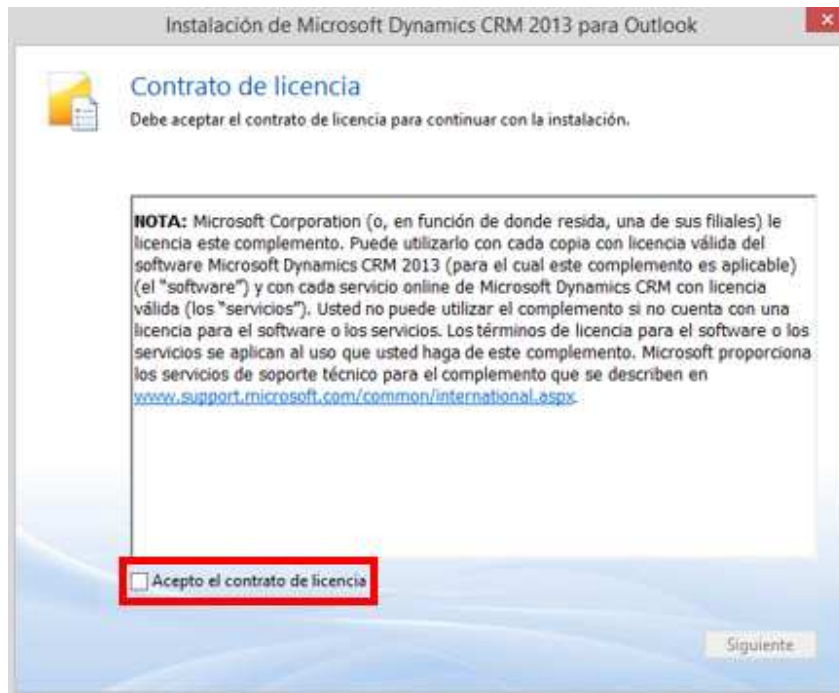 Instalación de Microsoft Dynamics CRM 2013 para Outlook
Contrato de licencia
Debe aceptar el contrato de licencia para continuar con la instalación.
NOTA: Microsoft Corporation (o, en función de donde resida, una de sus filiales) le
licencia este complemento. Puede utilizarlo con cada copia con licencia válida del
software Microsoft Dynamics CRM 2013 (para el cual este complemento es aplicable)
(el "software") y con cada servicio online de Microsoft Dynamics CRM con licencia
válida (los "servicios"). Usted no puede utilizar el complemento si no cuenta con una
licencia para el software o los servicios. Los términos de licencia para el software o los
servicios se aplican al uso que usted haga de este complemento. Microsoft proporciona
los servicios de soporte técnico para el complemento que se describen en
www.support.microsoft.com/common/international.aspx.
Acepto el contrato de licencia
Siguiente